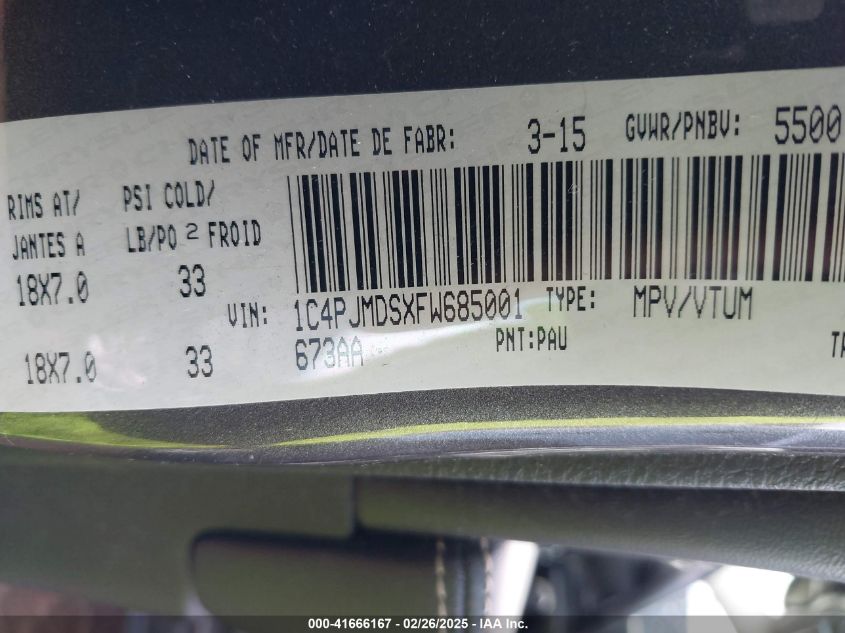 DATE OF MFR/DATE DE FABR: 3-15 GVWR/PNBV: 5500
RIMS AT/ PSI COLD/
JANTES A LB/PO 2 FROID
18X7.0 33
VIN: 1C4PJMDSXFW685001 TYPE: MPV/VTUM
673AA PNT:PAU
18X7.0 33
000-41666167 - 02/26/2025 - IAA Inc.